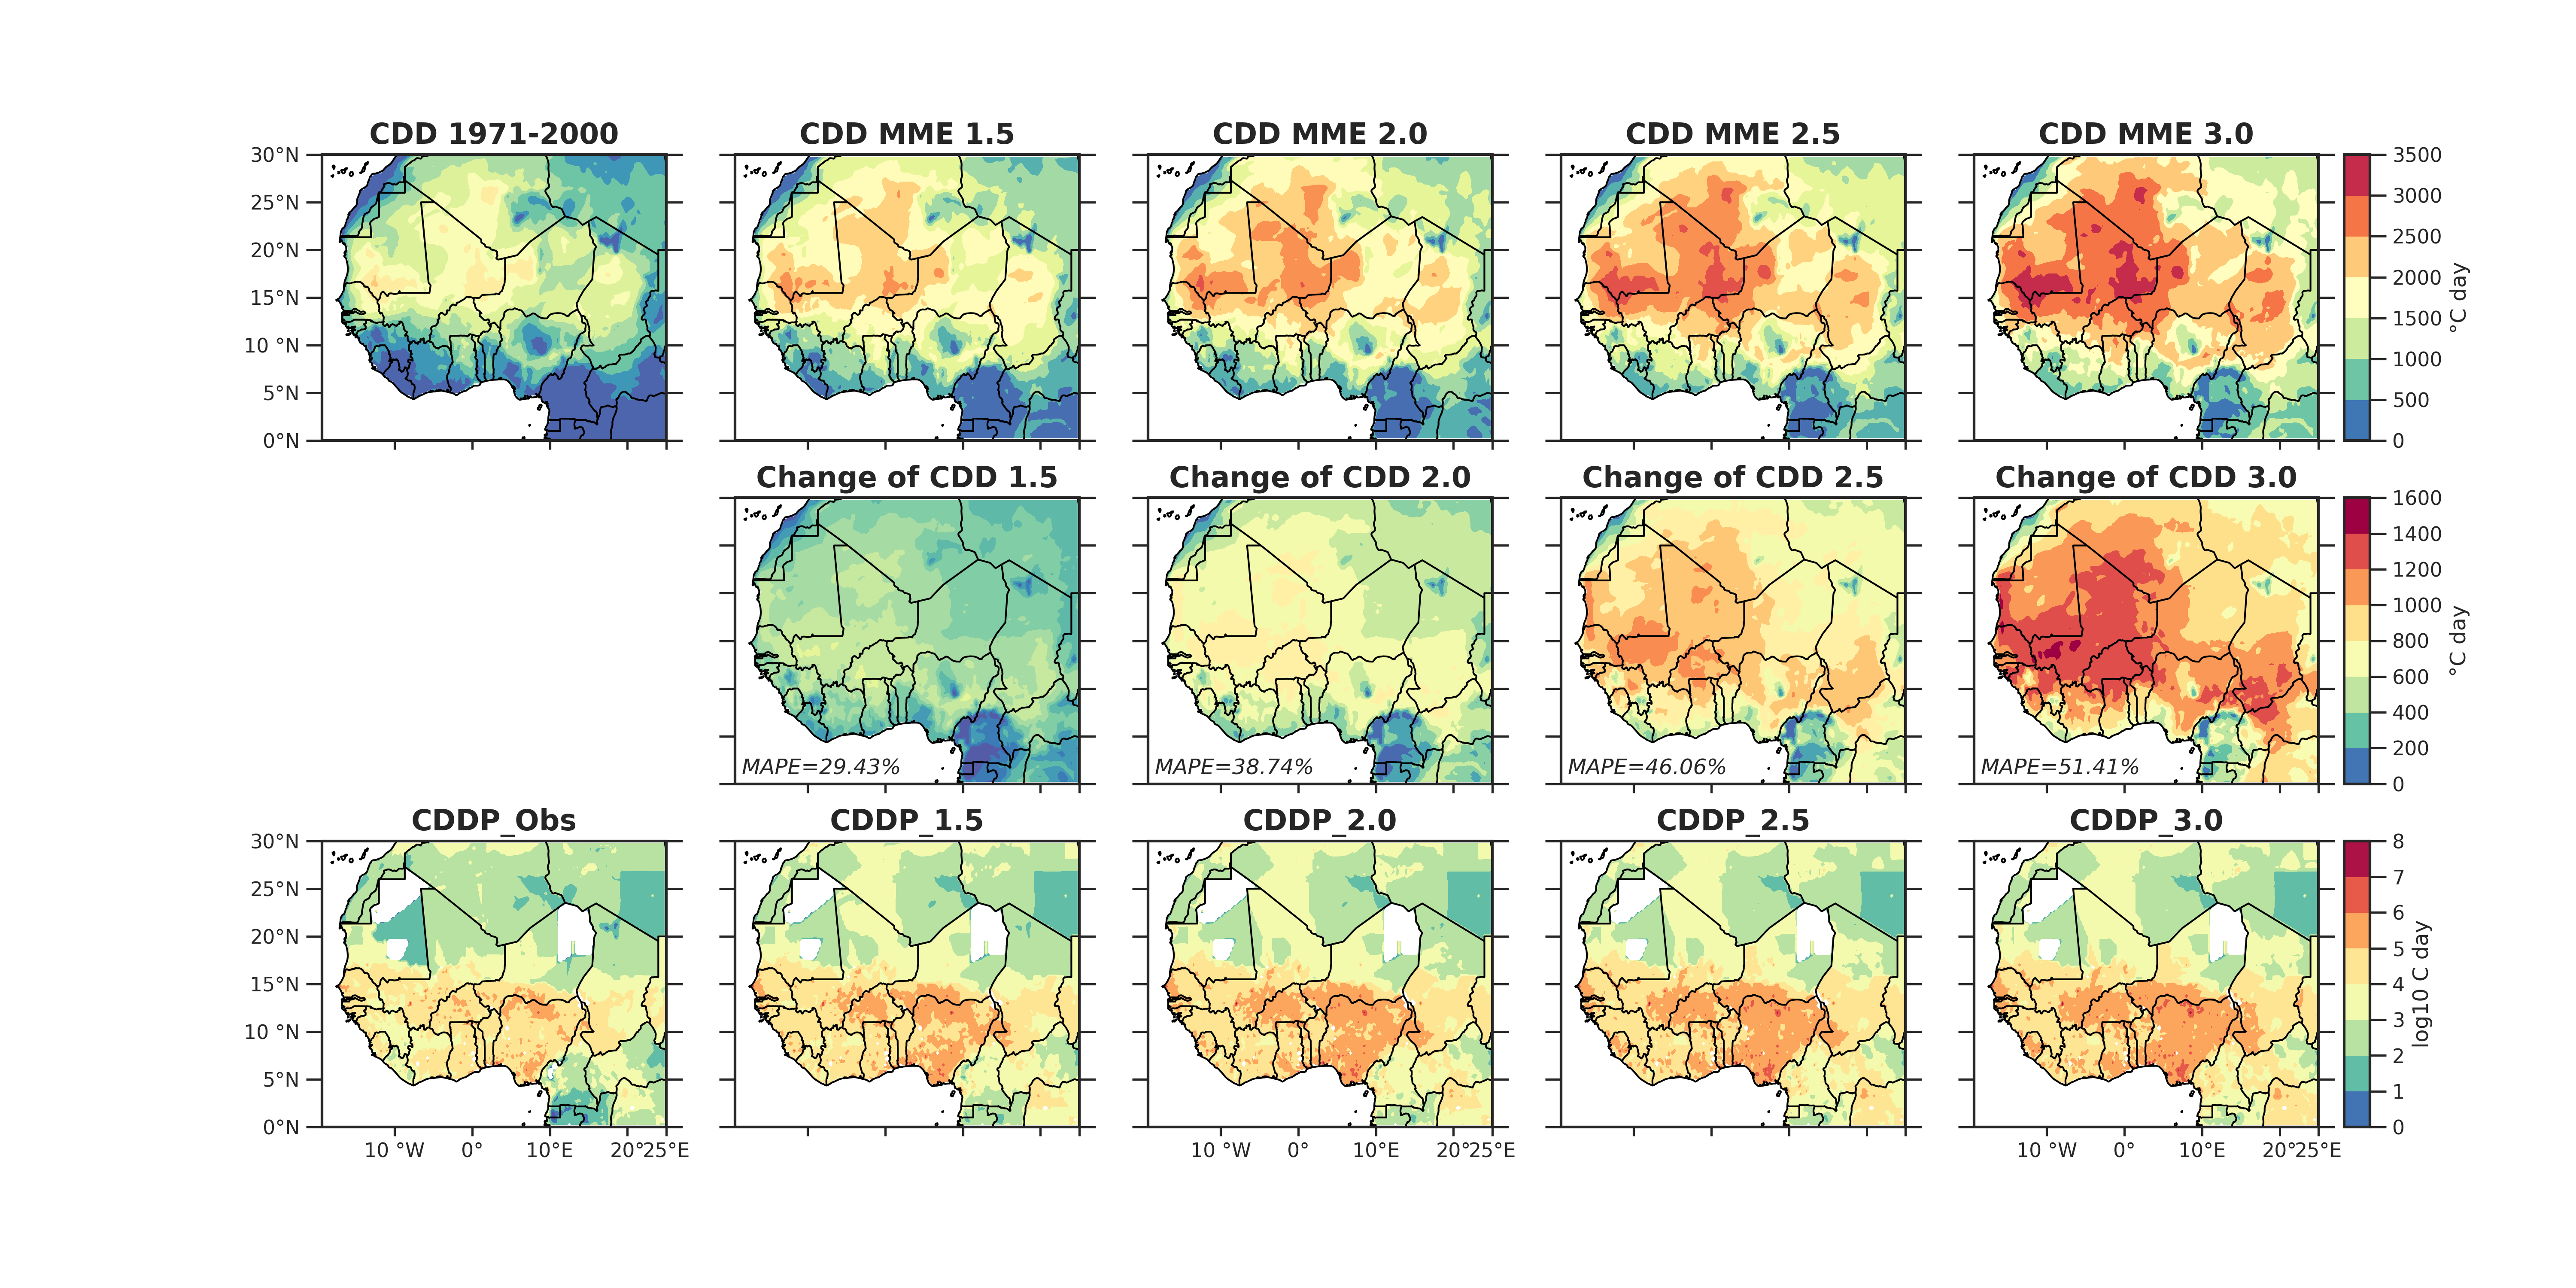 CDD 1971-2000
CDD MME 1.5
CDD MME 2.0
CDD MME 2.5
CDD MME 3.0
30°N
25°N
20°N
15°N
10 °N
5°N
0°N
3500
3000
2500
2000
1500
1000
500
0
°C day
Change of CDD 1.5
Change of CDD 2.0
Change of CDD 2.5
Change of CDD 3.0
MAPE=29.43%
MAPE=38.74%
MAPE=46.06%
MAPE=51.41%
1600
1400
1200
1000
800
600
400
200
0
°C day
CDDP_Obs
CDDP_1.5
CDDP_2.0
CDDP_2.5
CDDP_3.0
30°N
25°N
20°N
15°N
10 °N
5°N
0°N
8
7
6
5
4
3
2
1
0
log10 C day
10 °W 0° 10°E 20°25°E
10 °W 0° 10°E 20°25°E
10 °W 0° 10°E 20°25°E